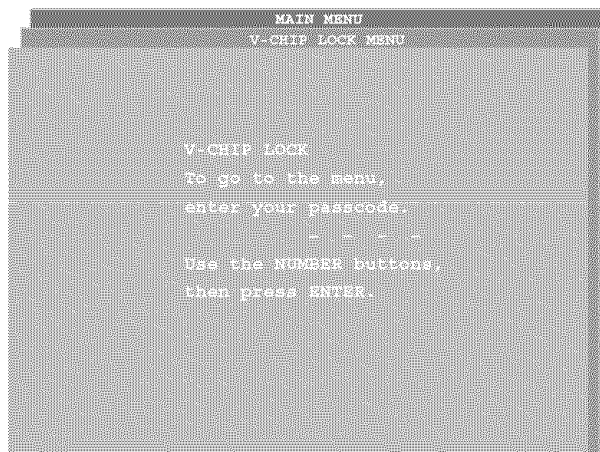 MAIN MENU
V-CHIP LOCK MENU
V-CHIP LOCK
To go to the menu,
enter your passcode.
– – – –
Use the NUMBER buttons,
then press ENTER.